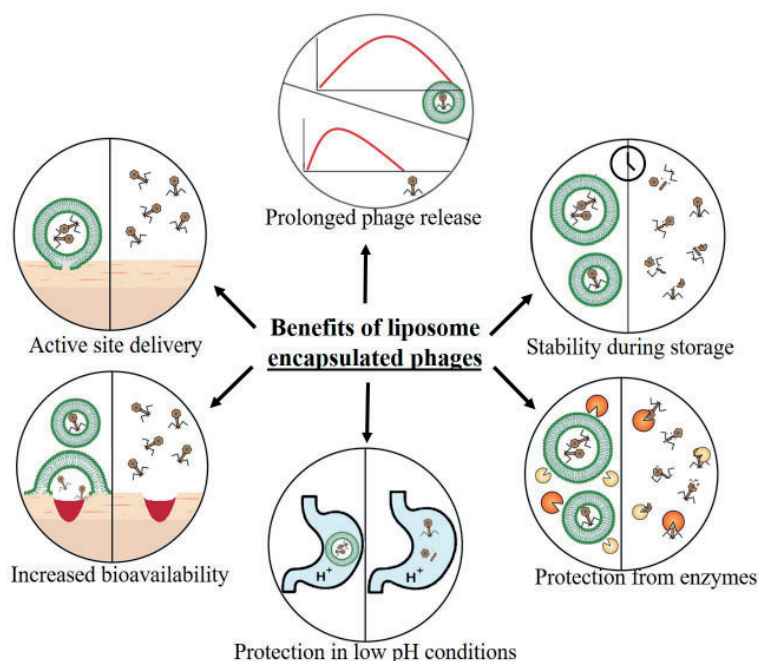 Prolonged phage release
Active site delivery
Benefits of liposome
encapsulated phages
Stability during storage
Increased bioavailability
H+
H+
Protection from enzymes
Protection in low pH conditions